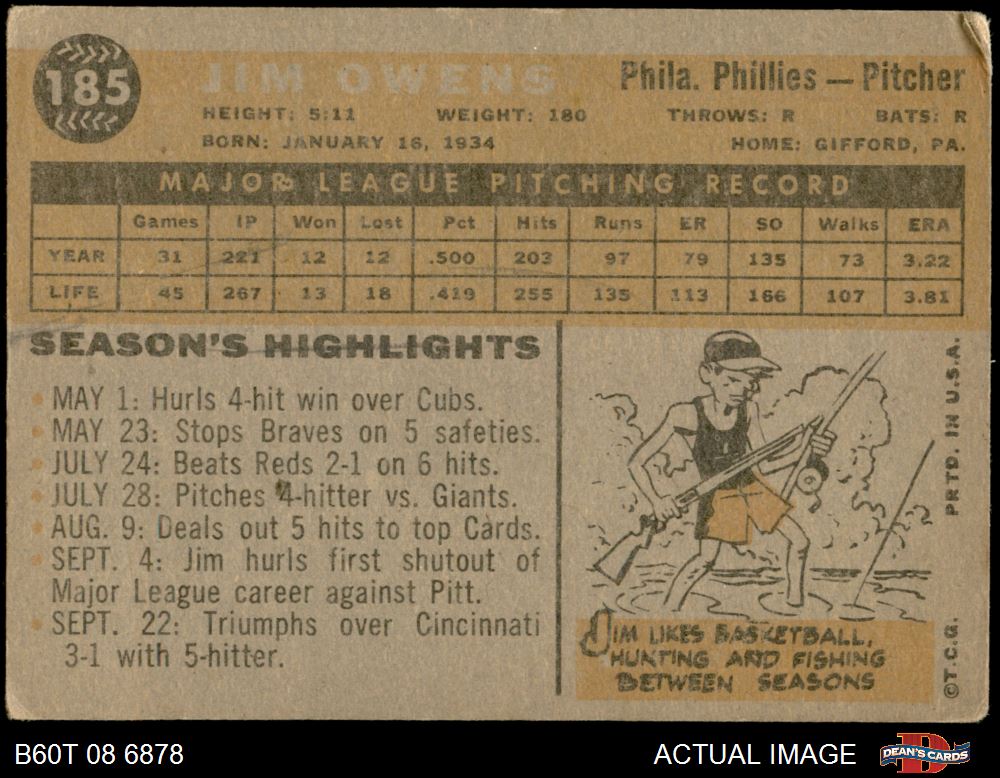 185
JIM OWENS
Phila. Phillies — Pitcher
HEIGHT: 5:11 WEIGHT: 180 THROWS: R BATS: R
BORN: JANUARY 16, 1934 HOME: GIFFORD, PA.
MAJOR LEAGUE PITCHING RECORD
Games IP Won Lost Pct Hits Runs ER SO Walks ERA
YEAR 31 221 12 12 .500 203 97 79 135 73 3.22
LIFE 45 267 13 18 .419 255 135 113 166 107 3.81
SEASON'S HIGHLIGHTS
• MAY 1: Hurls 4-hit win over Cubs.
• MAY 23: Stops Braves on 5 safeties.
• JULY 24: Beats Reds 2-1 on 6 hits.
• JULY 28: Pitches 4-hitter vs. Giants.
• AUG. 9: Deals out 5 hits to top Cards.
• SEPT. 4: Jim hurls first shutout of
Major League career against Pitt.
• SEPT. 22: Triumphs over Cincinnati
3-1 with 5-hitter.
JIM LIKES BASKETBALL,
HUNTING AND FISHING
BETWEEN SEASONS
©T.C.G. PRTD. IN U.S.A.
B60T 08 6878
ACTUAL IMAGE
DEAN'S CARDS